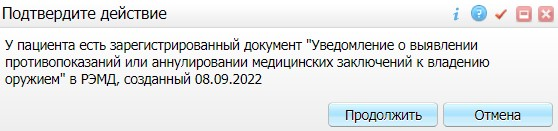 Подтвердите действие
У пациента есть зарегистрированный документ "Уведомление о выявлении
противопоказаний или аннулировании медицинских заключений к владению
оружием" в РЭМД, созданный 08.09.2022
Продолжить Отмена